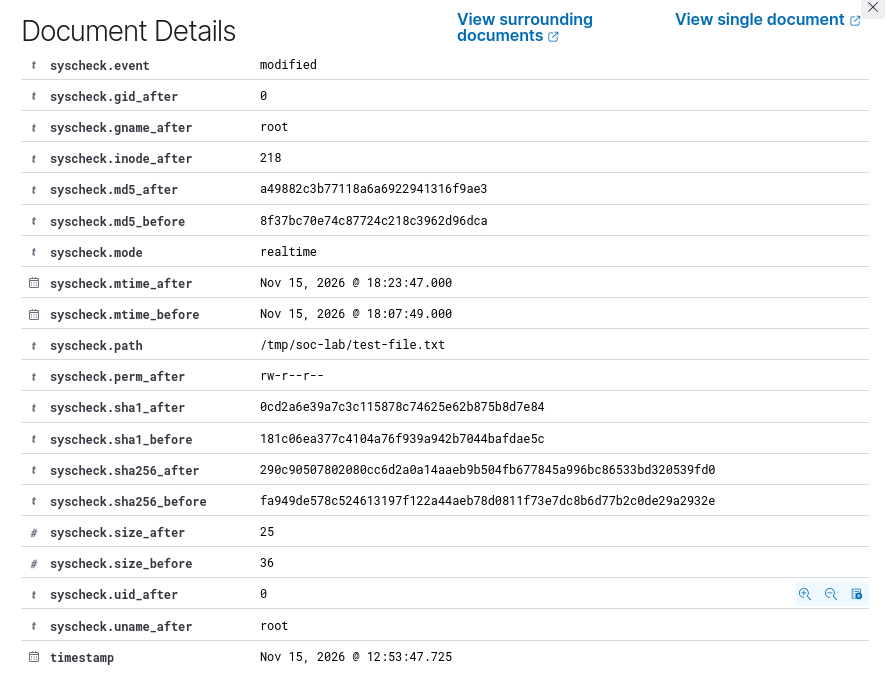 Document Details
View surrounding
documents
View single document
t syscheck.event modified
t syscheck.gid_after 0
t syscheck.gname_after root
t syscheck.inode_after 218
t syscheck.md5_after a49882c3b77118a6a6922941316f9ae3
t syscheck.md5_before 8f37bc70e74c87724c218c3962d96dca
t syscheck.mode realtime
syscheck.mtime_after Nov 15, 2026 @ 18:23:47.000
syscheck.mtime_before Nov 15, 2026 @ 18:07:49.000
t syscheck.path /tmp/soc-lab/test-file.txt
t syscheck.perm_after rw-r--r--
t syscheck.sha1_after 0cd2a6e39a7c3c115878c74625e62b875b8d7e84
t syscheck.sha1_before 181c06ea377c4104a76f939a942b7044bafdae5c
t syscheck.sha256_after 290c90507802080cc6d2a0a14aaeb9b504fb677845a996bc86533bd320539fd0
t syscheck.sha256_before fa949de578c524613197f122a44aeb78d0811f73e7dc8b6d77b2c0de29a2932e
# syscheck.size_after 25
# syscheck.size_before 36
t syscheck.uid_after 0
t syscheck.uname_after root
timestamp Nov 15, 2026 @ 12:53:47.725